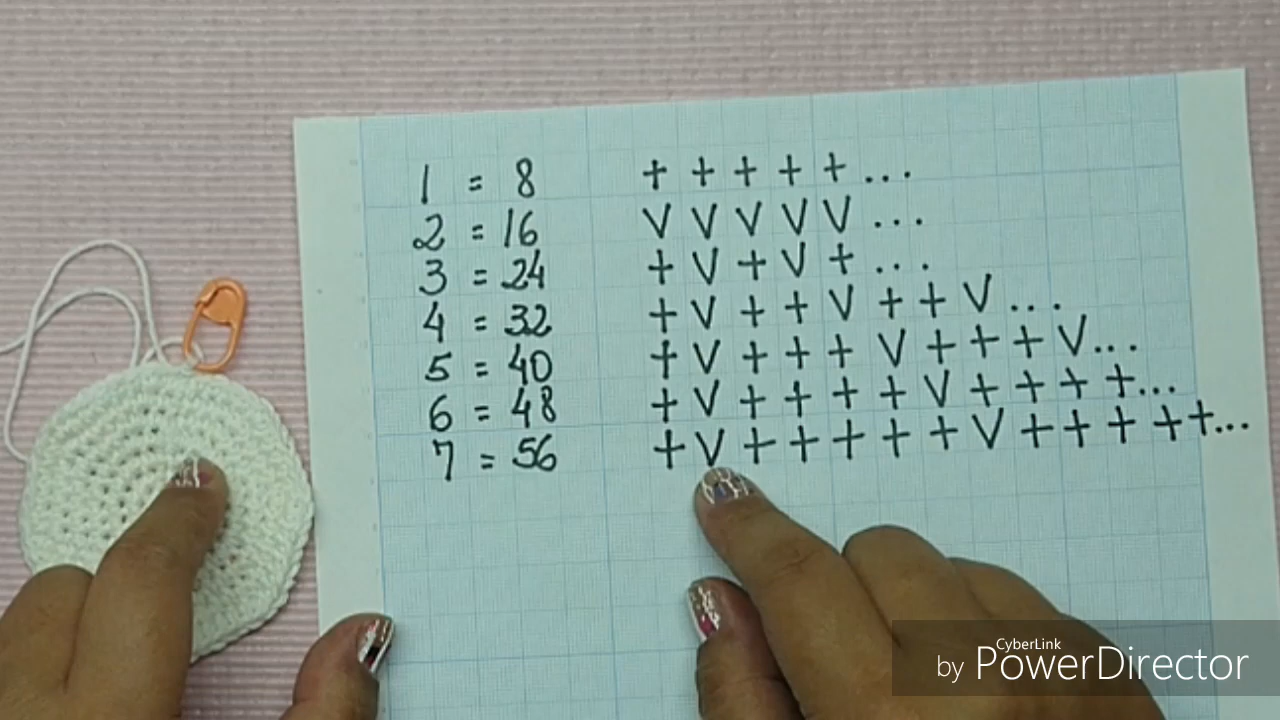 1 = 8 + + + + + ...
2 = 16 V V V V V ...
3 = 24 + V + V + ...
4 = 32 + V + + V + + V ...
5 = 40 + V + + + V + + + V ...
6 = 48 + V + + + + V + + + + ...
7 = 56 + V + + + + + V + + + + + ...
CyberLink
by PowerDirector